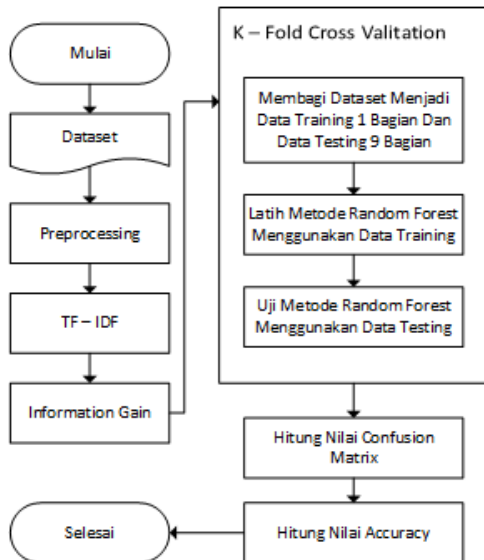 Mulai
Dataset
Preprocessing
TF – IDF
Information Gain
K – Fold Cross Valitation
Membagi Dataset Menjadi
Data Training 1 Bagian Dan
Data Testing 9 Bagian
Latih Metode Random Forest
Menggunakan Data Training
Uji Metode Random Forest
Menggunakan Data Testing
Hitung Nilai Confusion
Matrix
Hitung Nilai Accuracy
Selesai